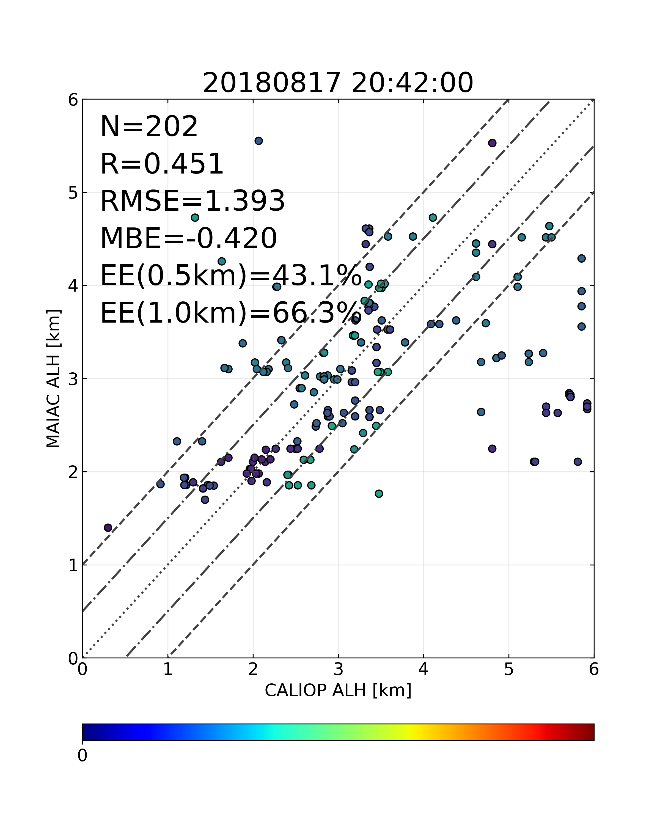 20180817 20:42:00
N=202
R=0.451
RMSE=1.393
MBE=-0.420
EE(0.5km)=43.1%
EE(1.0km)=66.3%
MAIAC ALH [km]
6
5
4
3
2
1
0
0 1 2 3 4 5 6
CALIOP ALH [km]
0